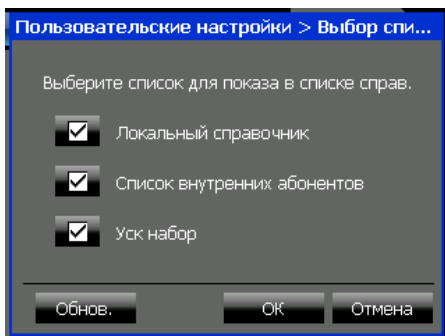 Пользовательские настройки > Выбор спи...
Выберите список для показа в списке справ.
Локальный справочник
Список внутренних абонентов
Уск набор
Обнов.
ОК
Отмена